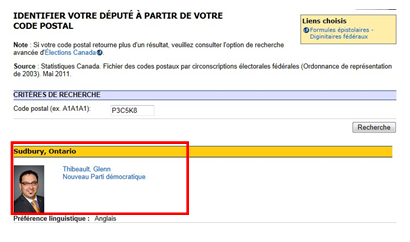 IDENTIFIER VOTRE DÉPUTÉ À PARTIR DE VOTRE
CODE POSTAL
Liens choisis
Formules épistolaires -
Diginitaires fédéraux
Note : Si votre code postal retourne plus d'un résultat, veuillez consulter l'option de recherche
avancée d'Élections Canada.
Source : Statistiques Canada. Fichier des codes postaux par circonscriptions électorales fédérales (Ordonnance de représentation
de 2003). Mai 2011.
CRITÈRES DE RECHERCHE
Code postal (ex. A1A1A1): P3C5K8
Recherche
Sudbury, Ontario
Thibeault, Glenn
Nouveau Parti démocratique
Préférence linguistique : Anglais